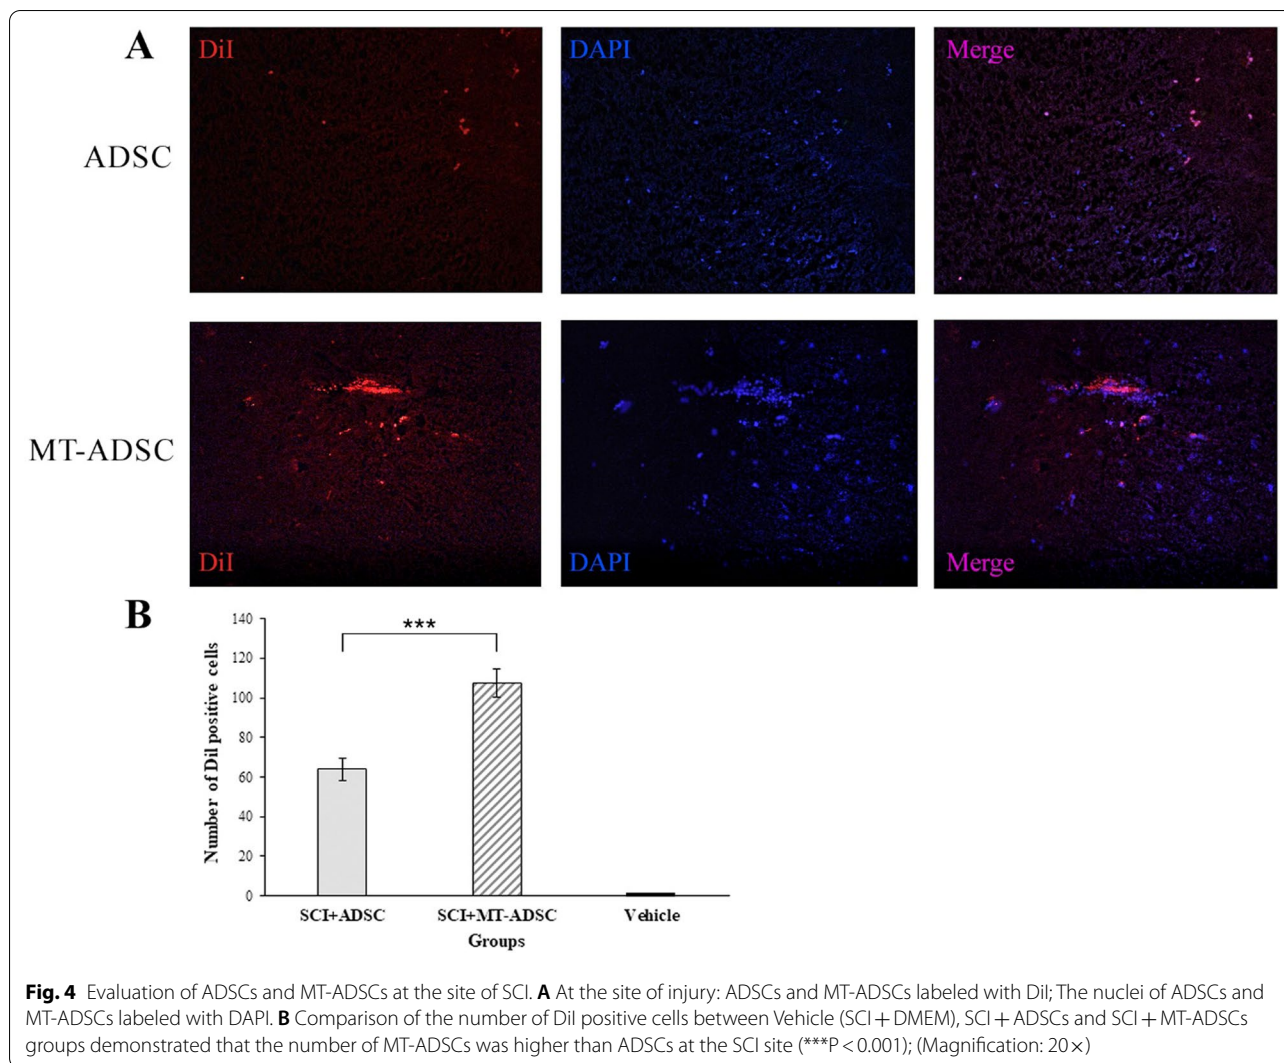 A
DiI
DAPI
Merge
ADSC
MT-ADSC
DiI
DAPI
Merge
B
140
120
100
80
60
40
20
0
Number of DiI positive cells
***
SCI+ADSC
SCI+MT-ADSC
Vehicle
Groups
Fig. 4 Evaluation of ADSCs and MT-ADSCs at the site of SCI. A At the site of injury: ADSCs and MT-ADSCs labeled with DiI; The nuclei of ADSCs and
MT-ADSCs labeled with DAPI. B Comparison of the number of DiI positive cells between Vehicle (SCI + DMEM), SCI + ADSCs and SCI + MT-ADSCs
groups demonstrated that the number of MT-ADSCs was higher than ADSCs at the SCI site (***P < 0.001); (Magnification: 20 ×)